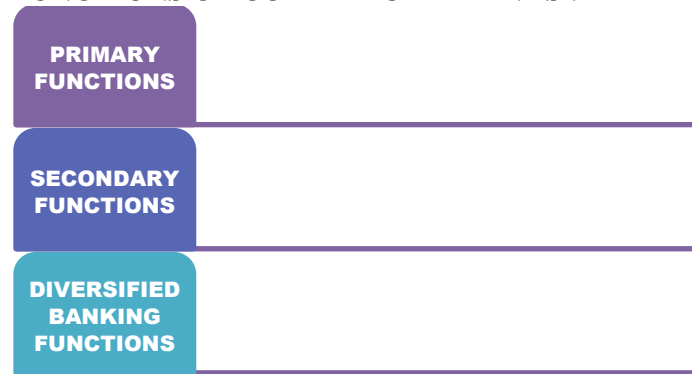 PRIMARY
FUNCTIONS
SECONDARY
FUNCTIONS
DIVERSIFIED
BANKING
FUNCTIONS